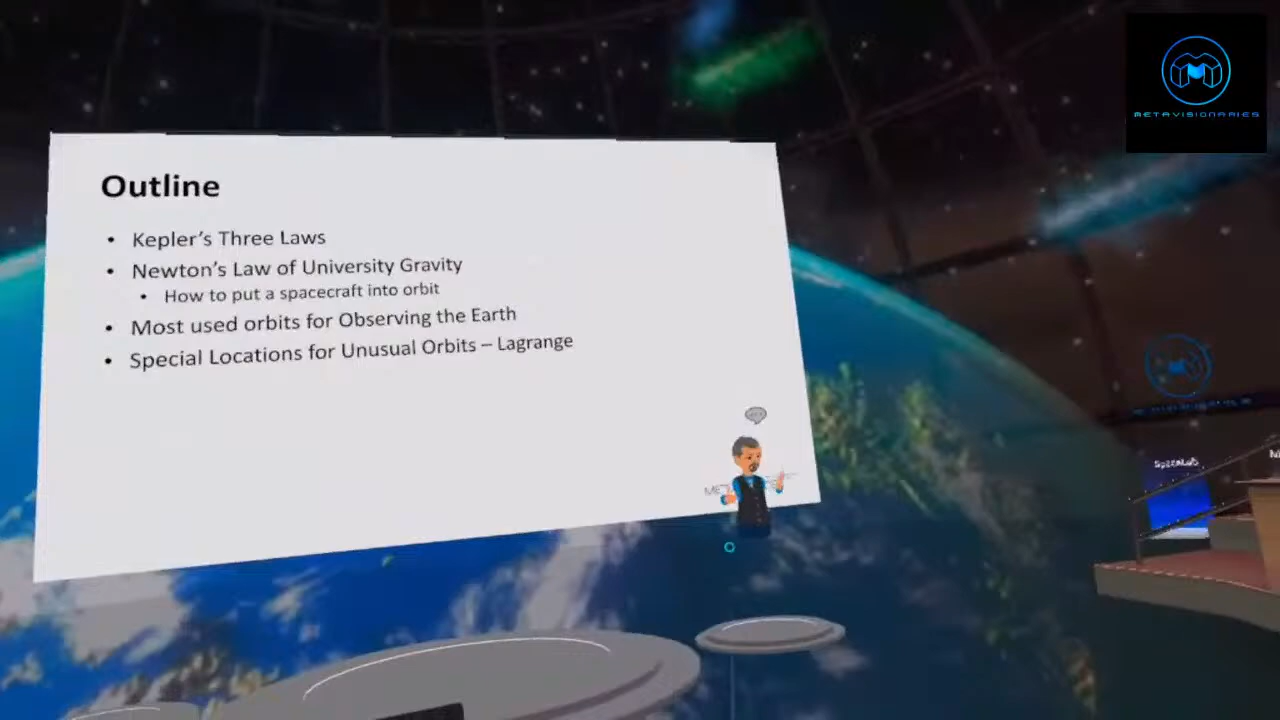 METAVISIONARIES
Outline
• Kepler's Three Laws
• Newton's Law of University Gravity
• How to put a spacecraft into orbit
• Most used orbits for Observing the Earth
• Special Locations for Unusual Orbits – Lagrange
SpaceLab